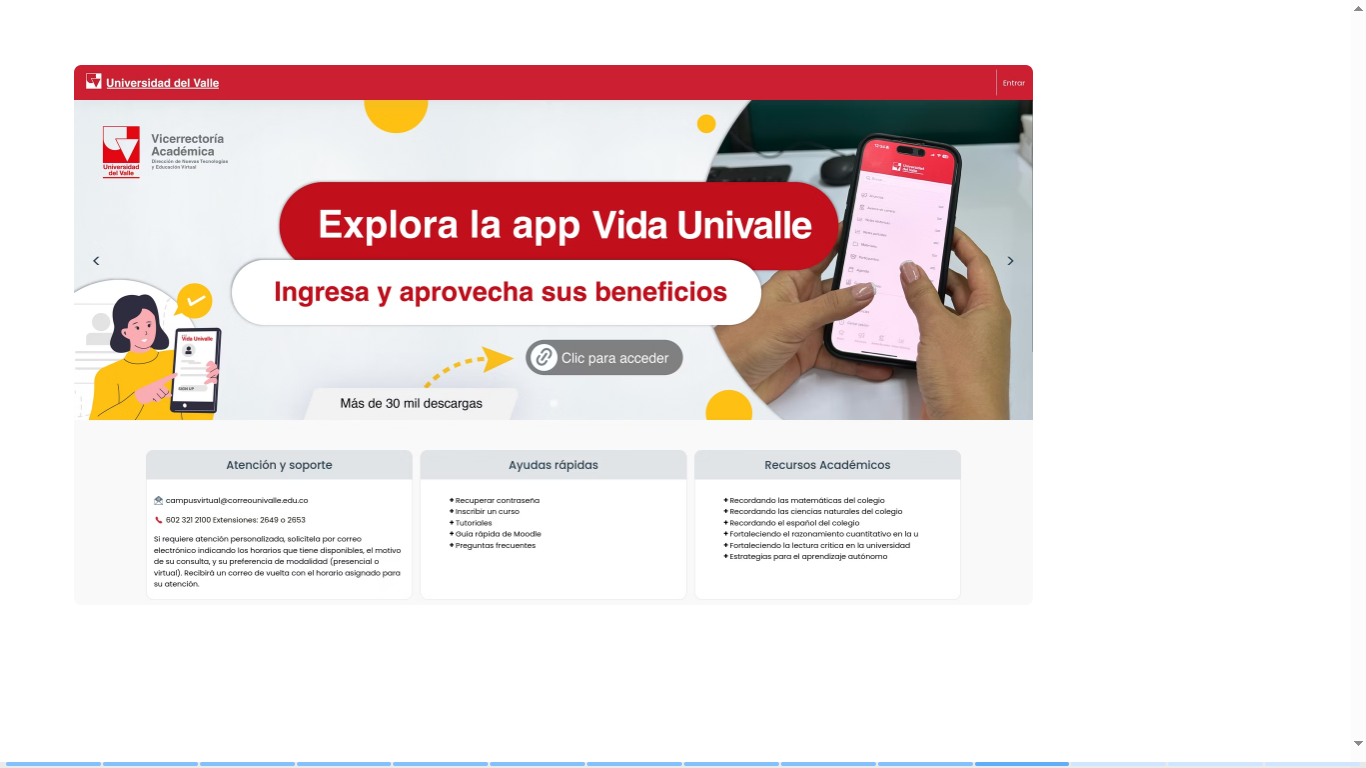 Universidad del Valle
Entrar
Vicerrectoría
Académica
Dirección de Nuevas Tecnologías
y Educación Virtual
Universidad
del Valle
Explora la app Vida Univalle
Ingresa y aprovecha sus beneficios
Vida Univalle
SIGN UP
Clic para acceder
Más de 30 mil descargas
Atención y soporte
campusvirtual@correounivalle.edu.co
602 321 2100 Extensiones: 2649 o 2653
Si requiere atención personalizada, solicítela por correo
electrónico indicando los horarios que tiene disponibles, el motivo
de su consulta, y su preferencia de modalidad (presencial o
virtual). Recibirá un correo de vuelta con el horario asignado para
su atención.
Ayudas rápidas
Recuperar contraseña
Inscribir un curso
Tutoriales
Guía rápida de Moodle
Preguntas frecuentes
Recursos Académicos
Recordando las matemáticas del colegio
Recordando las ciencias naturales del colegio
Recordando el español del colegio
Fortaleciendo el razonamiento cuantitativo en la u
Fortaleciendo la lectura crítica en la universidad
Estrategias para el aprendizaje autónomo